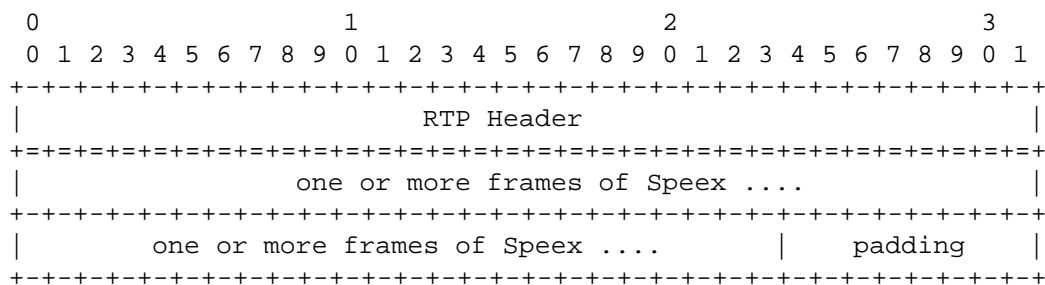 0                   1                   2                   3
 0 1 2 3 4 5 6 7 8 9 0 1 2 3 4 5 6 7 8 9 0 1 2 3 4 5 6 7 8 9 0 1
+-+-+-+-+-+-+-+-+-+-+-+-+-+-+-+-+-+-+-+-+-+-+-+-+-+-+-+-+-+-+-+-+
|                         RTP Header                            |
+=+=+=+=+=+=+=+=+=+=+=+=+=+=+=+=+=+=+=+=+=+=+=+=+=+=+=+=+=+=+=+=+
|                 one or more frames of Speex ....              |
+-+-+-+-+-+-+-+-+-+-+-+-+-+-+-+-+-+-+-+-+-+-+-+-+-+-+-+-+-+-+-+-+
|        one or more frames of Speex ....       |    padding    |
+-+-+-+-+-+-+-+-+-+-+-+-+-+-+-+-+-+-+-+-+-+-+-+-+-+-+-+-+-+-+-+-+